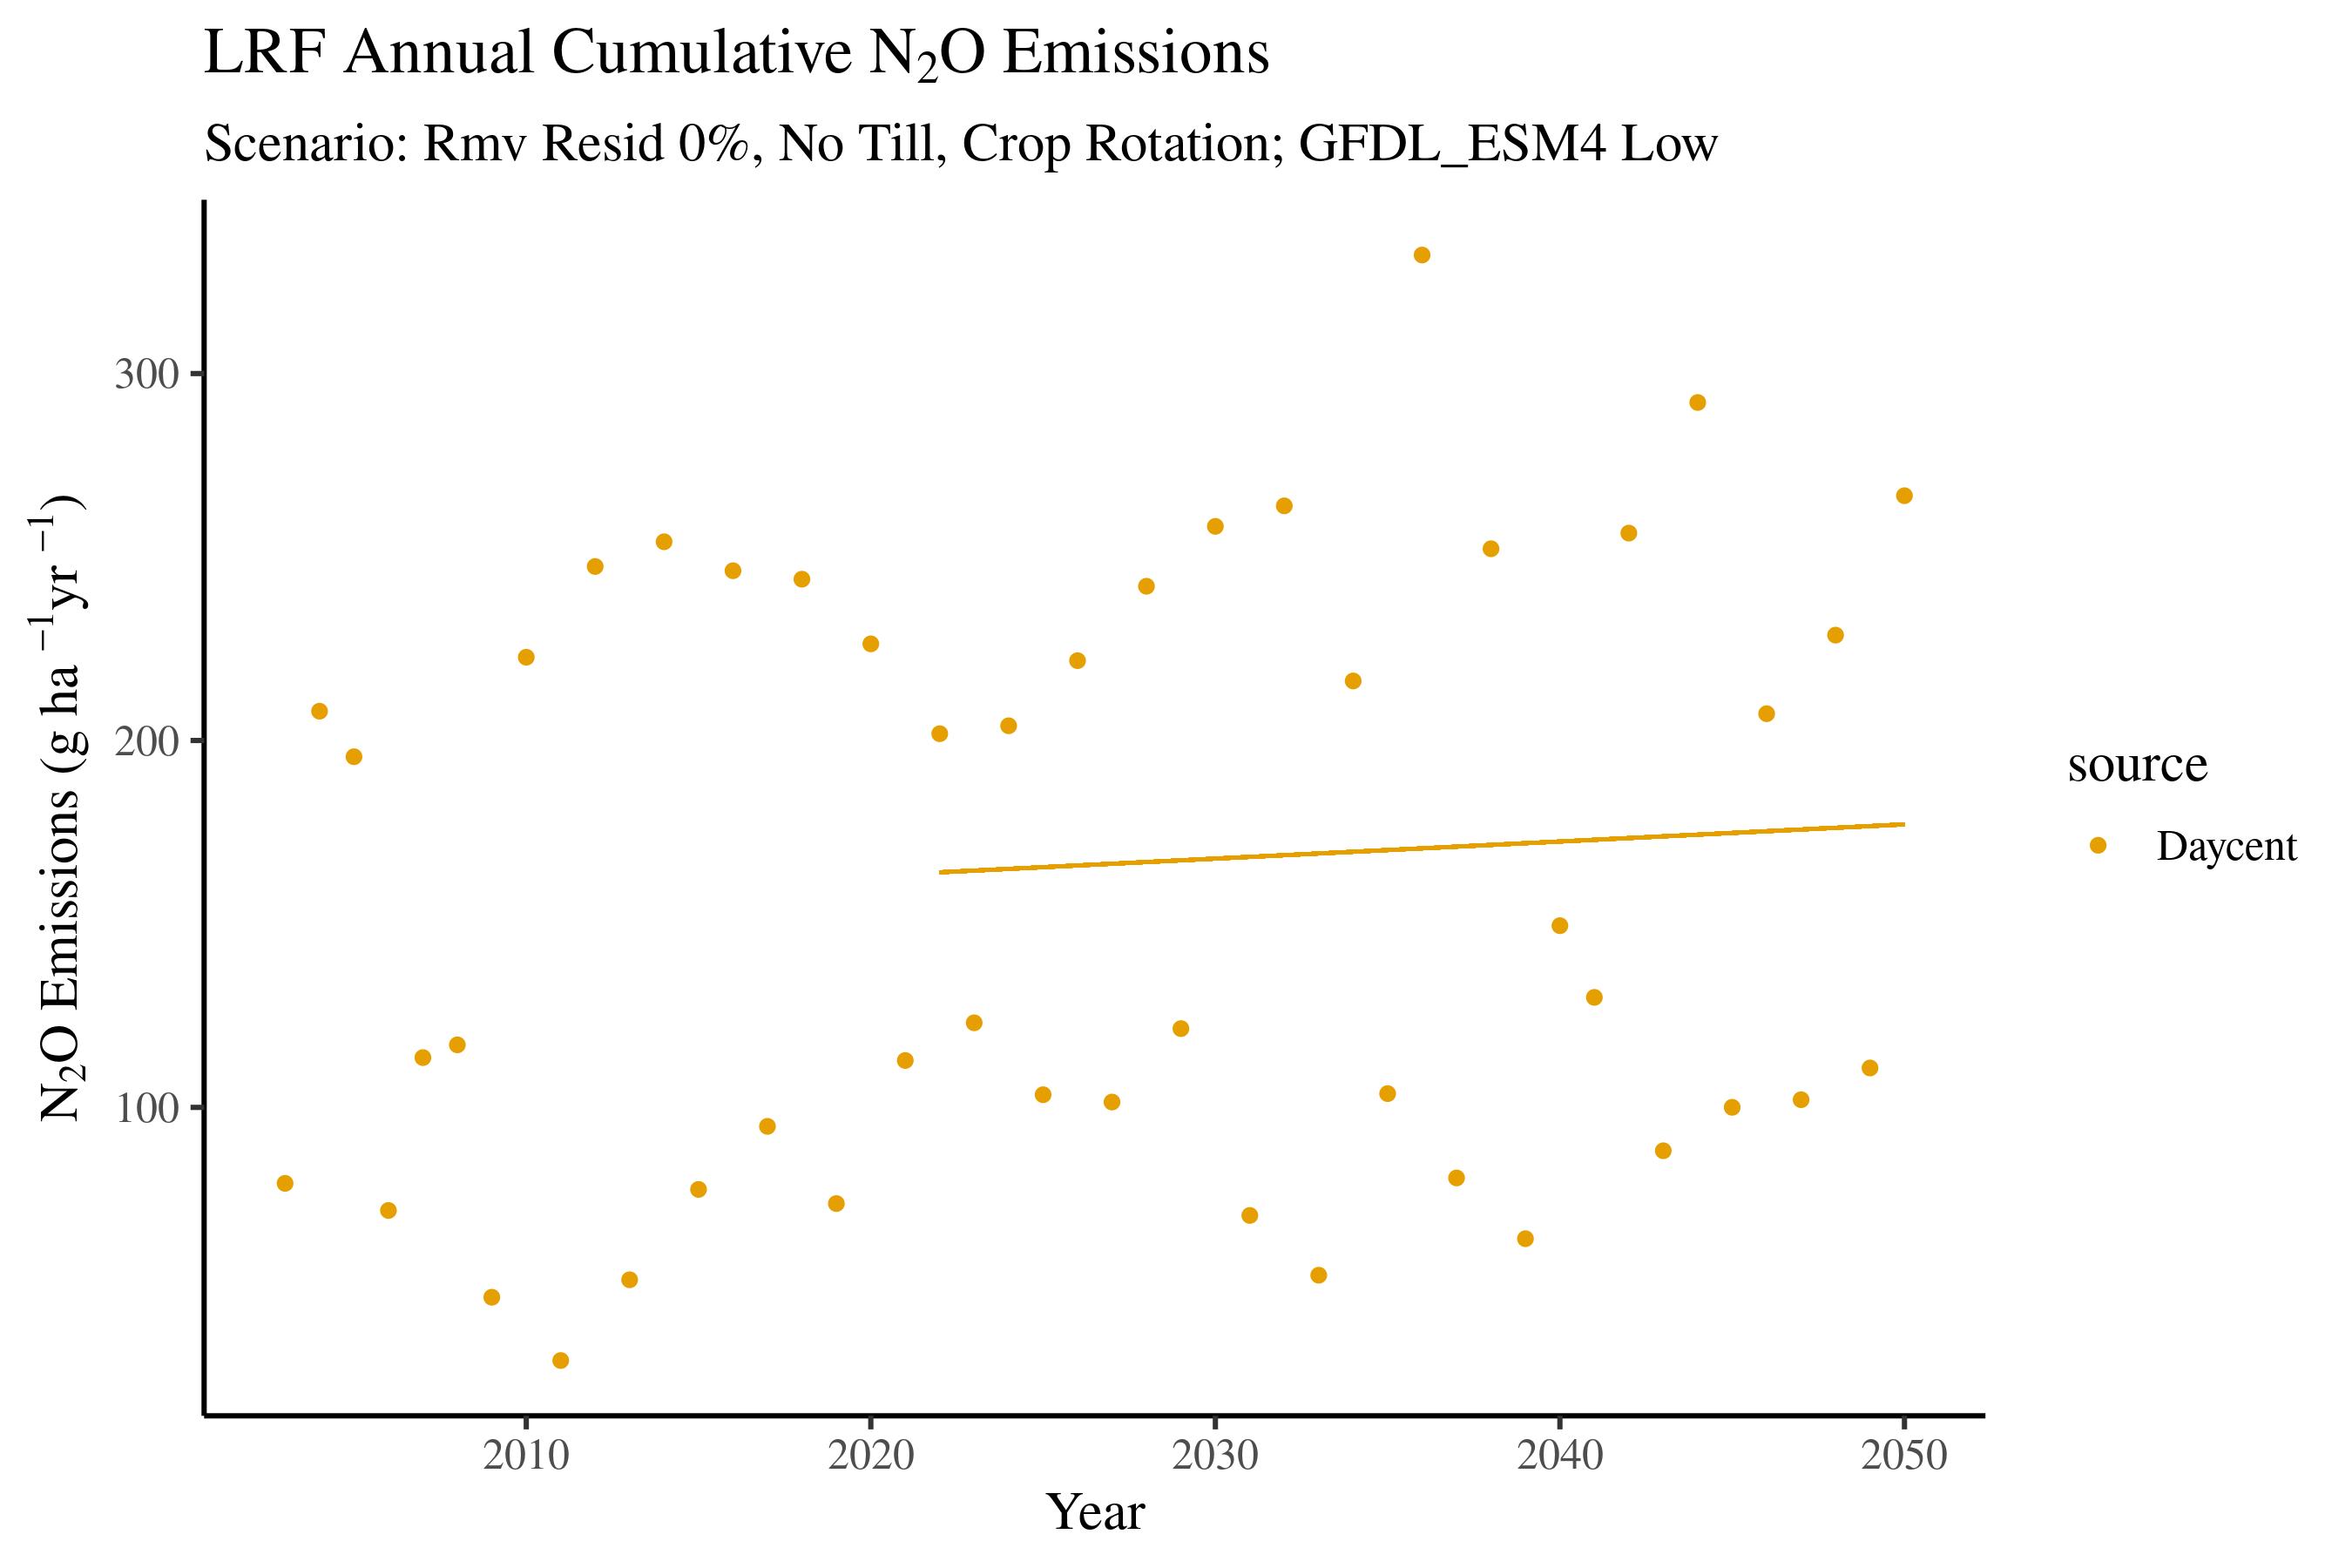 LRF Annual Cumulative N₂O Emissions
Scenario: Rmv Resid 0%, No Till, Crop Rotation; GFDL_ESM4 Low
N₂O Emissions (g ha ⁻¹yr ⁻¹)
300
200
100
2010 2020 2030 2040 2050
Year
source
Daycent